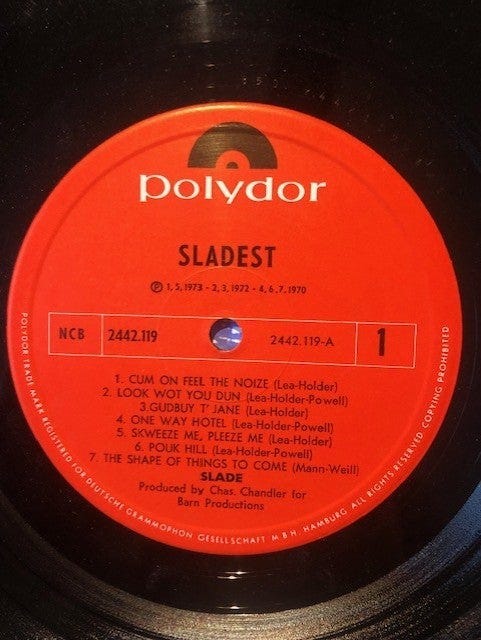 polydor
SLADEST
Ⓟ 1, 5, 1973 - 2, 3, 1972 - 4, 6, 7, 1970
NCB 2442.119 2442.119-A 1
1. CUM ON FEEL THE NOIZE (Lea-Holder)
2. LOOK WOT YOU DUN (Lea-Holder-Powell)
3.GUDBUY T' JANE (Lea-Holder)
4. ONE WAY HOTEL (Lea-Holder-Powell)
5. SKWEEZE ME, PLEEZE ME (Lea-Holder)
6. POUK HILL (Lea-Holder-Powell)
7. THE SHAPE OF THINGS TO COME (Mann-Weill)
SLADE
Produced by Chas. Chandler for
Barn Productions
POLYDOR TRADE MARK REGISTERED FOR DEUTSCHE GRAMMOPHON GESELLSCHAFT M B H. HAMBURG ALL RIGHTS RESERVED. COPYING PROHIBITED